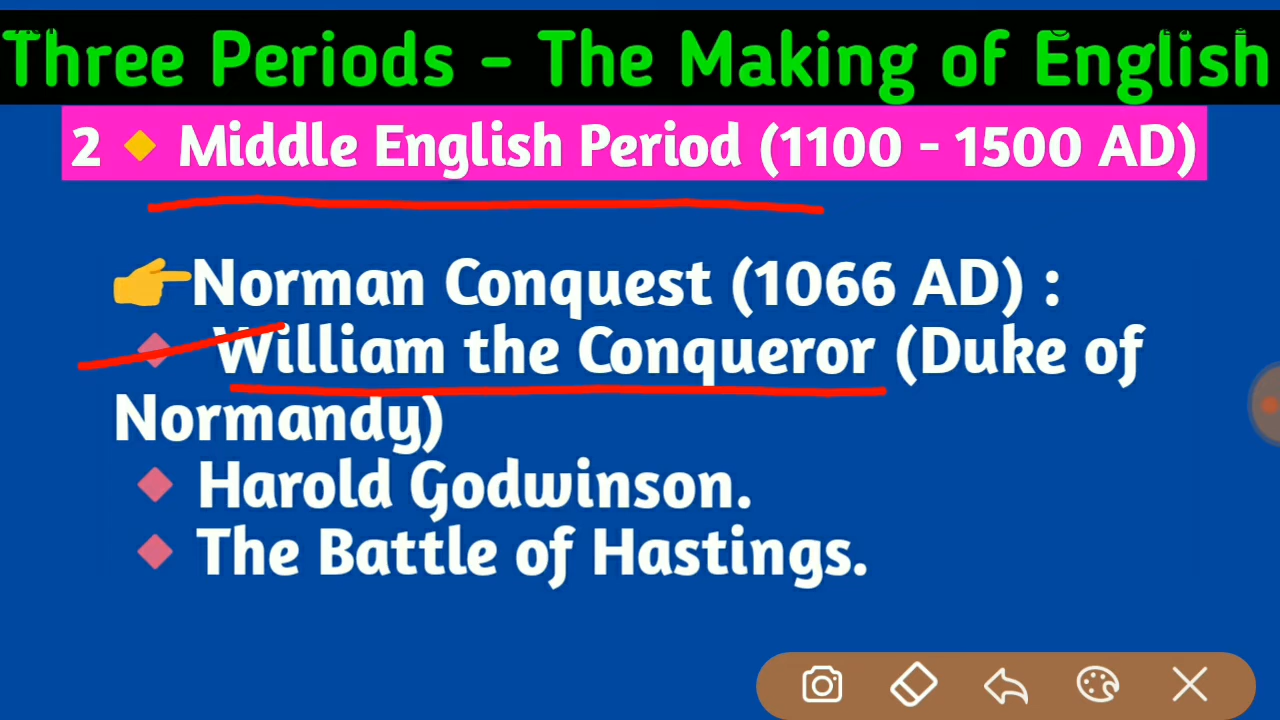 Three Periods - The Making of English
2 🔸 Middle English Period (1100 - 1500 AD)
👉Norman Conquest (1066 AD) :
William the Conqueror (Duke of
Normandy)
Harold Godwinson.
The Battle of Hastings.